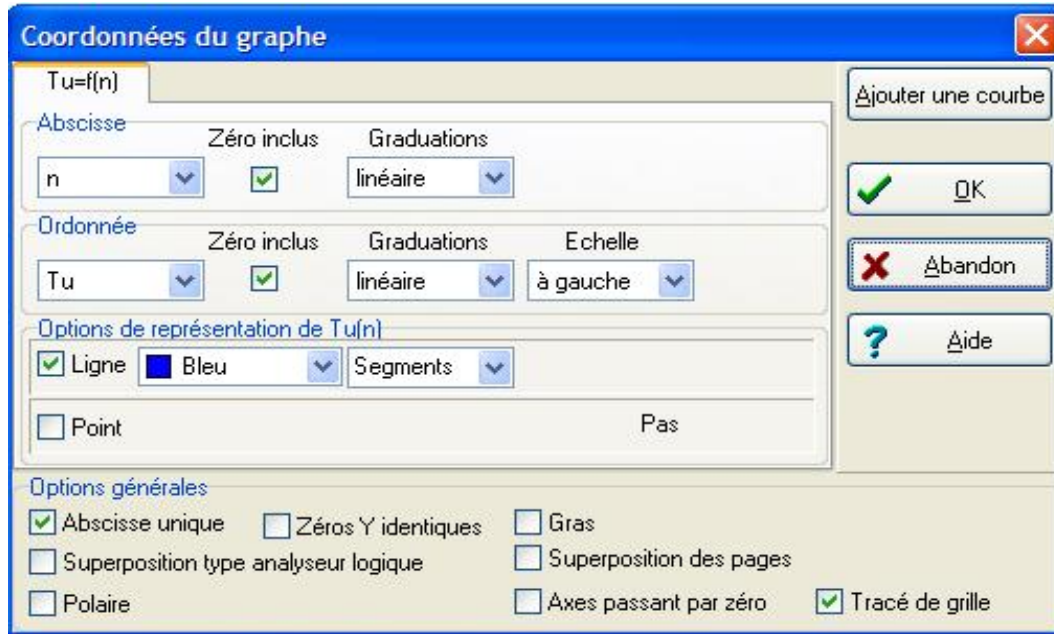 Coordonnées du graphe
Tu=f(n)
Ajouter une courbe
Abscisse
Zéro inclus Graduations
n linéaire
OK
Ordonnée
Zéro inclus Graduations Echelle
Tu linéaire à gauche
Abandon
Options de représentation de Tu(n)
Ligne Bleu Segments
? Aide
Point Pas
Options générales
Abscisse unique Zéros Y identiques Gras
Superposition type analyseur logique Superposition des pages
Polaire Axes passant par zéro Tracé de grille